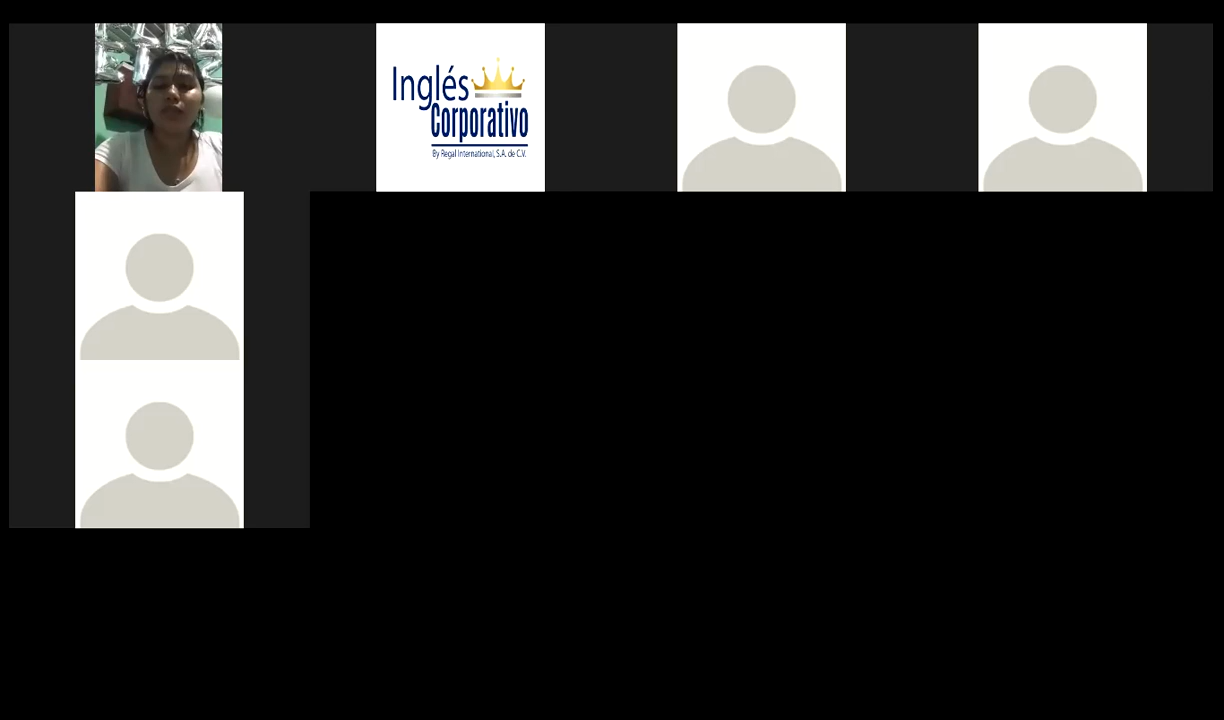 Inglés
Corporativo
By Regal International, S.A. de C.V.